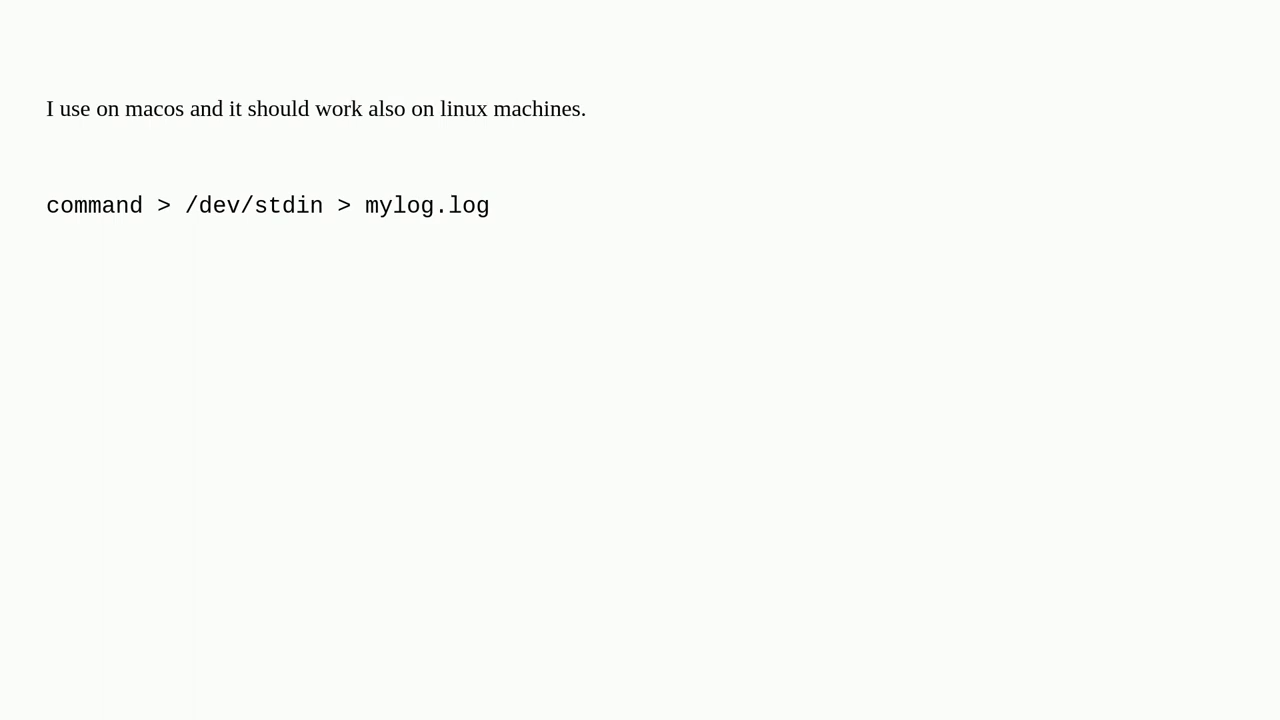 I use on macos and it should work also on linux machines.
command > /dev/stdin > mylog.log